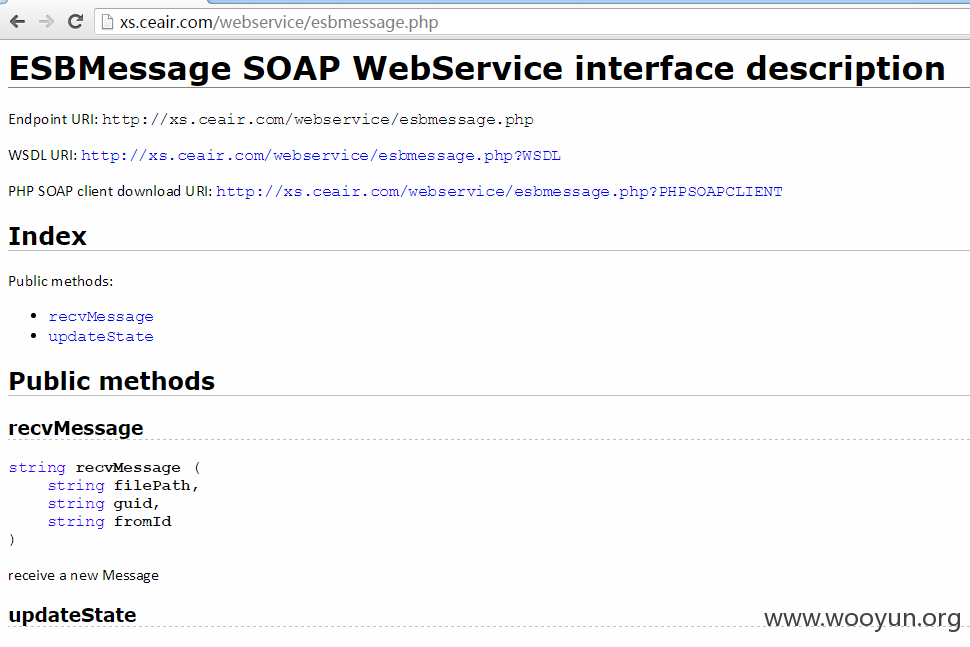 xs.ceair.com/webservice/esbmessage.php
ESBMessage SOAP WebService interface description
Endpoint URI: http://xs.ceair.com/webservice/esbmessage.php
WSDL URI: http://xs.ceair.com/webservice/esbmessage.php?WSDL
PHP SOAP client download URI: http://xs.ceair.com/webservice/esbmessage.php?PHPSOAPCLIENT
Index
Public methods:
• recvMessage
• updateState
Public methods
recvMessage
string recvMessage (
string filePath,
string guid,
string fromId
)
receive a new Message
updateState
www.wooyun.org